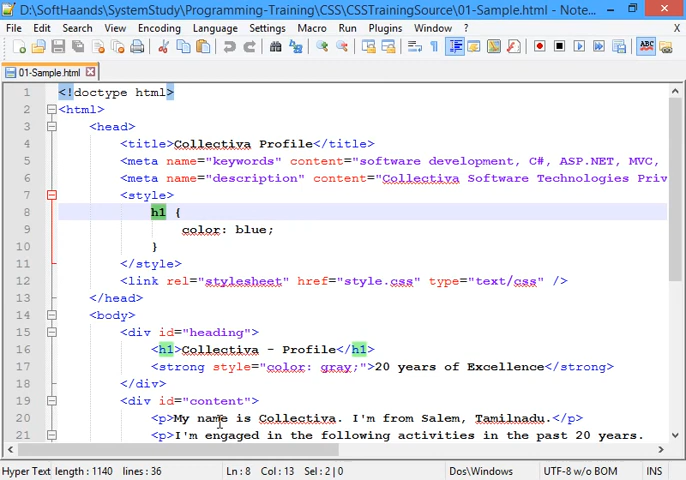 D:\SoftHaands\SystemStudy\Programming-Training\CSS\CSSTrainingSource\01-Sample.html - Note...
File Edit Search View Encoding Language Settings Macro Run Plugins Window ? X
ABC
01-Sample.html
1 <!doctype html>
2 <html>
3 <head>
4 <title>Collectiva Profile</title>
5 <meta name="keywords" content="software development, C#, ASP.NET, MVC,
6 <meta name="description" content="Collectiva Software Technologies Priv
7 <style>
8 h1 {
9 color: blue;
10 }
11 </style>
12 <link rel="stylesheet" href="style.css" type="text/css" />
13 </head>
14 <body>
15 <div id="heading">
16 <h1>Collectiva - Profile</h1>
17 <strong style="color: gray;">20 years of Excellence</strong>
18 </div>
19 <div id="content">
20 <p>My name is Collectiva. I'm from Salem, Tamilnadu.</p>
21 <p>I'm engaged in the following activities in the past 20 years.
Hyper Text length : 1140 lines : 36 Ln : 8 Col : 13 Sel : 2 | 0 Dos\Windows UTF-8 w/o BOM INS